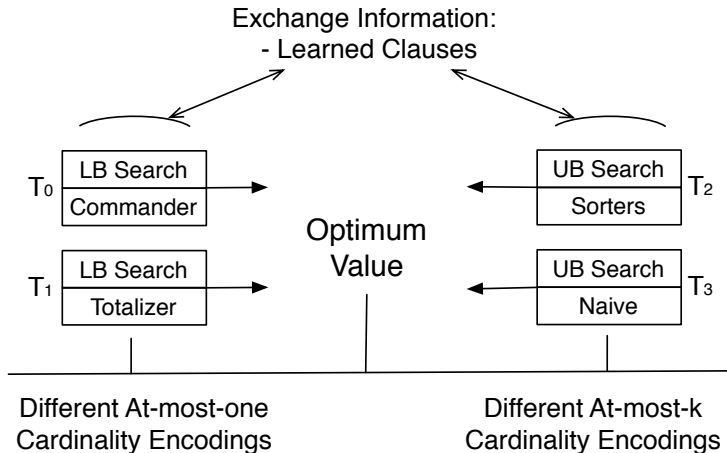 Exchange Information:
- Learned Clauses
T0
LB Search
Commander
UB Search
Sorters
T2
Optimum
Value
T1
LB Search
Totalizer
UB Search
Naive
T3
Different At-most-one
Cardinality Encodings
Different At-most-k
Cardinality Encodings